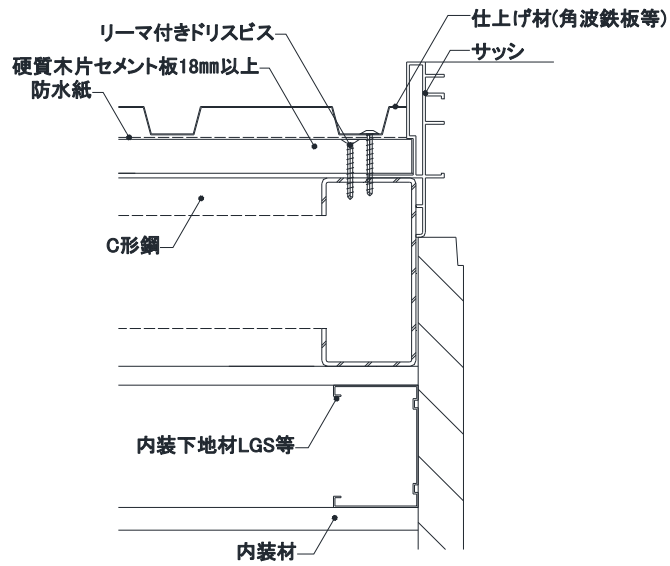 リーマ付きドリスビス
仕上げ材(角波鉄板等)
サッシ
硬質木片セメント板18mm以上
防水紙
C形鋼
内装下地材LGS等
内装材